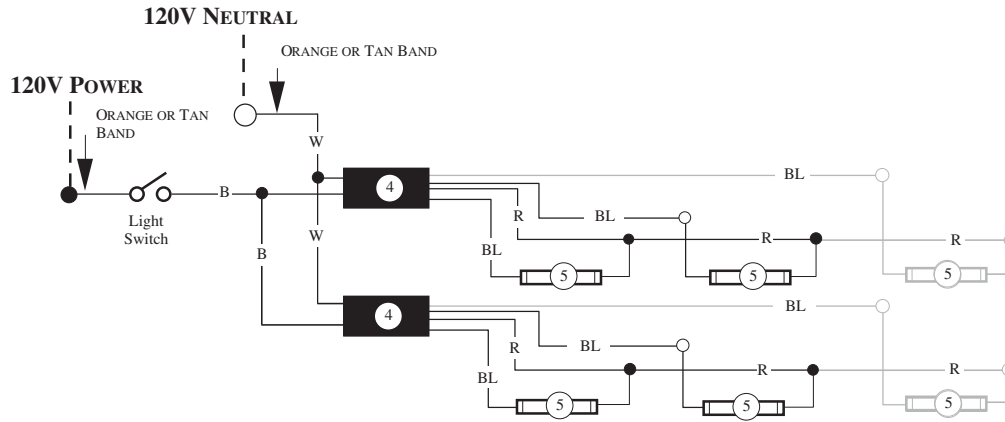 120V NEUTRAL
ORANGE OR TAN BAND
120V POWER
ORANGE OR TAN
BAND
W
4
BL
B
R
BL
Light
Switch
W
BL
R
R
B
5
5
5
4
BL
R
BL
BL
R
R
5
5
5